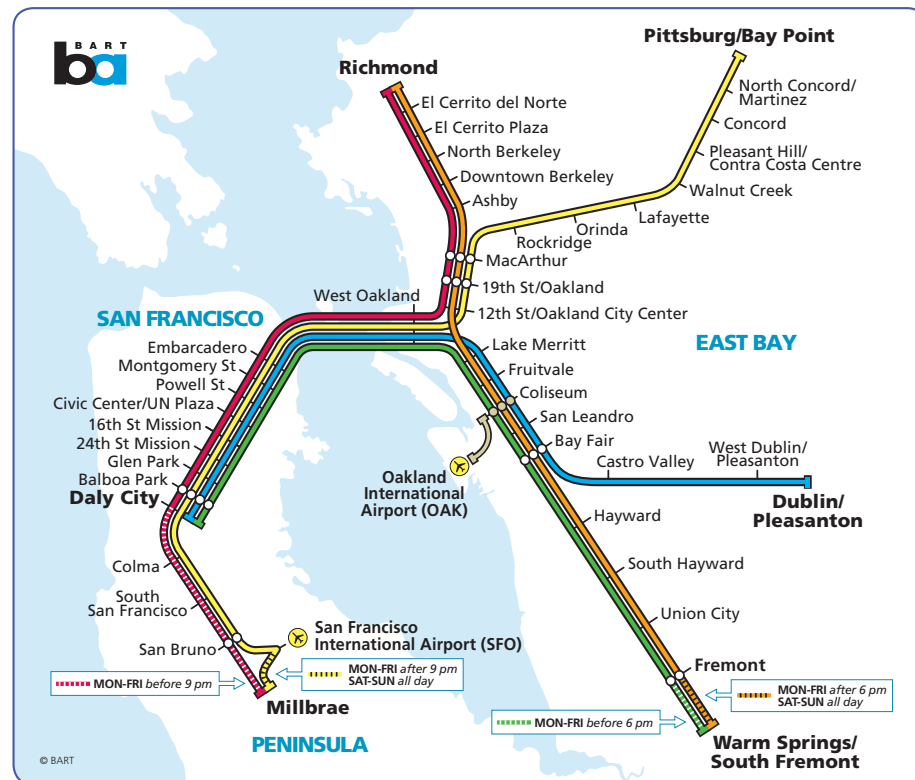 BART
ba
Richmond
El Cerrito del Norte
El Cerrito Plaza
North Berkeley
Downtown Berkeley
Ashby
Pittsburg/Bay Point
North Concord/
Martinez
Concord
Pleasant Hill/
Contra Costa Centre
Walnut Creek
Lafayette
Orinda
Rockridge
MacArthur
19th St/Oakland
12th St/Oakland City Center
West Oakland
SAN FRANCISCO
EAST BAY
Embarcadero
Montgomery St
Powell St
Civic Center/UN Plaza
16th St Mission
24th St Mission
Glen Park
Balboa Park
Daly City
Lake Merritt
Fruitvale
Coliseum
San Leandro
Bay Fair
Castro Valley
West Dublin/
Pleasanton
Dublin/
Pleasanton
Oakland
International
Airport (OAK)
Hayward
South Hayward
Union City
Fremont
Colma
South
San Francisco
San Bruno
San Francisco
International Airport (SFO)
MON-FRI before 9 pm
MON-FRI after 9 pm
SAT-SUN all day
Millbrae
PENINSULA
MON-FRI before 6 pm
MON-FRI after 6 pm
SAT-SUN all day
Warm Springs/
South Fremont
© BART